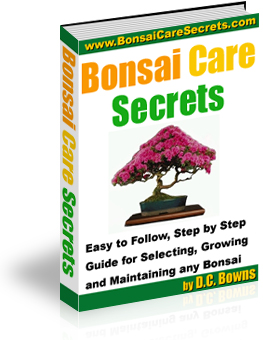 www.BonsaiCareSecrets.com
Bonsai Care
Secrets
Easy to Follow, Step by Step
Guide for Selecting, Growing
and Maintaining any Bonsai
by D.C. Bowns
Bonsai Care Secrets